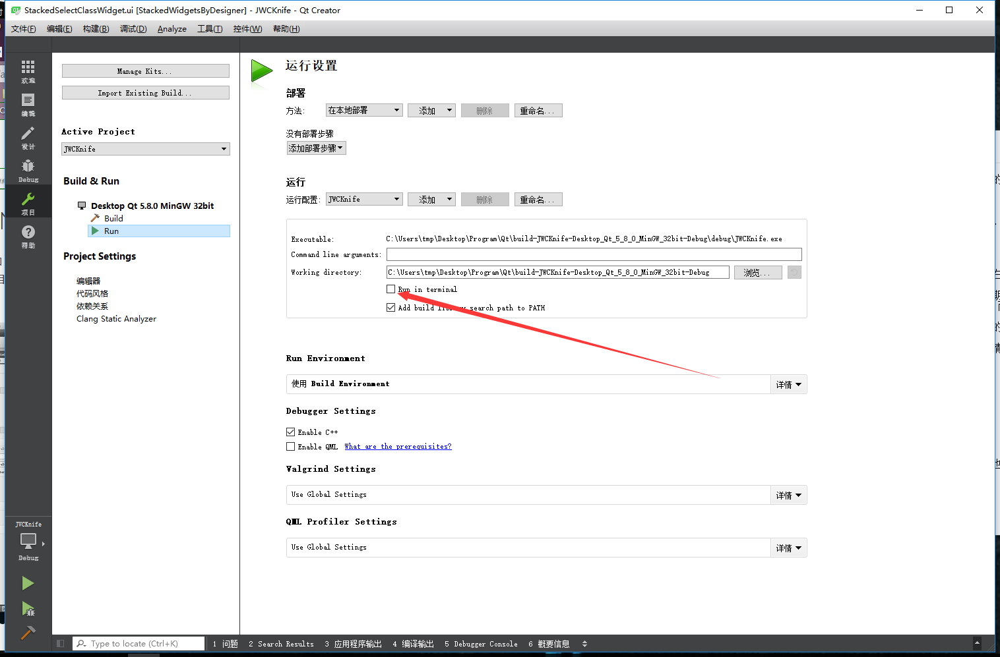 StackedSelectClassWidget.ui [StackedWidgetsByDesigner] - JWCKnife - Qt Creator
文件(F) 编辑(E) 构建(B) 调试(D) Analyze 工具(T) 控件(W) 帮助(H)
欢迎
编辑
设计
Debug
项目
帮助
JWCKnife
Debug
Manage Kits...
Import Existing Build...
Active Project
JWCKnife
Build & Run
Desktop Qt 5.8.0 MinGW 32bit
Build
Run
Project Settings
编辑器
代码风格
依赖关系
Clang Static Analyzer
运行设置
部署
方法: 在本地部署 添加 删除 重命名...
没有部署步骤
添加部署步骤
运行
运行配置: JWCKnife 添加 删除 重命名...
Executable: C:\Users\tmp\Desktop\Program\Qt\build-JWCKnife-Desktop_Qt_5_8_0_MinGW_32bit-Debug\debug\JWCKnife.exe
Command line arguments:
Working directory: C:\Users\tmp\Desktop\Program\Qt\build-JWCKnife-Desktop_Qt_5_8_0_MinGW_32bit-Debug 浏览...
Run in terminal
Add build library search path to PATH
Run Environment
使用 Build Environment 详情
Debugger Settings
Enable C++
Enable QML What are the prerequisites?
Valgrind Settings
Use Global Settings 详情
QML Profiler Settings
Use Global Settings 详情
Type to locate (Ctrl+K) 1 问题 2 Search Results 3 应用程序输出 4 编译输出 5 Debugger Console 6 概要信息